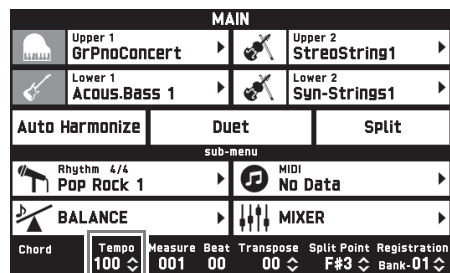 MAIN
Upper 1
GrPnoConcert
Upper 2
StreoString1
Lower 1
Acous.Bass 1
Lower 2
Syn-Strings1
Auto Harmonize
Duet
Split
sub-menu
Rhythm 4/4
Pop Rock 1
MIDI
No Data
BALANCE
MIXER
Chord
Tempo Measure Beat Transpose Split Point Registration
100 001 00 00 F#3 Bank-01